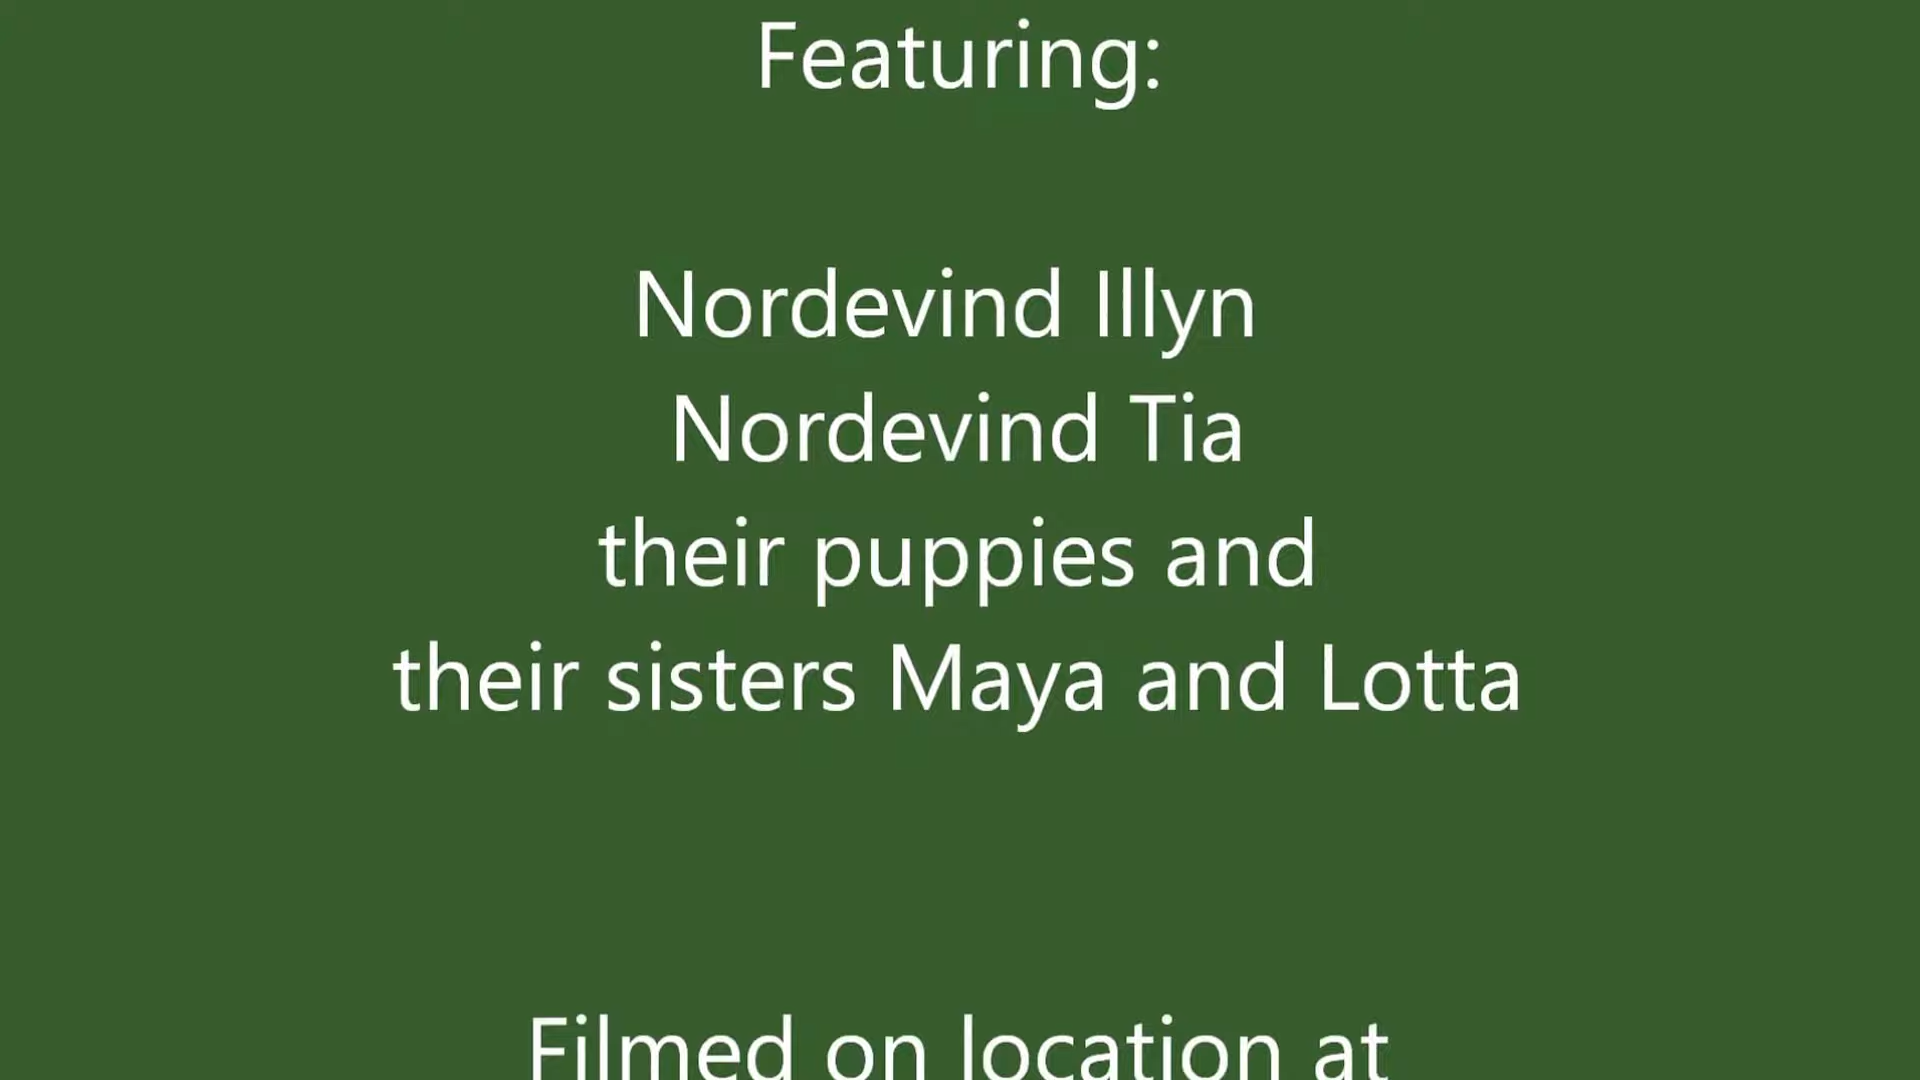 Featuring:
Nordevind Illyn
Nordevind Tia
their puppies and
their sisters Maya and Lotta
Filmed on location at